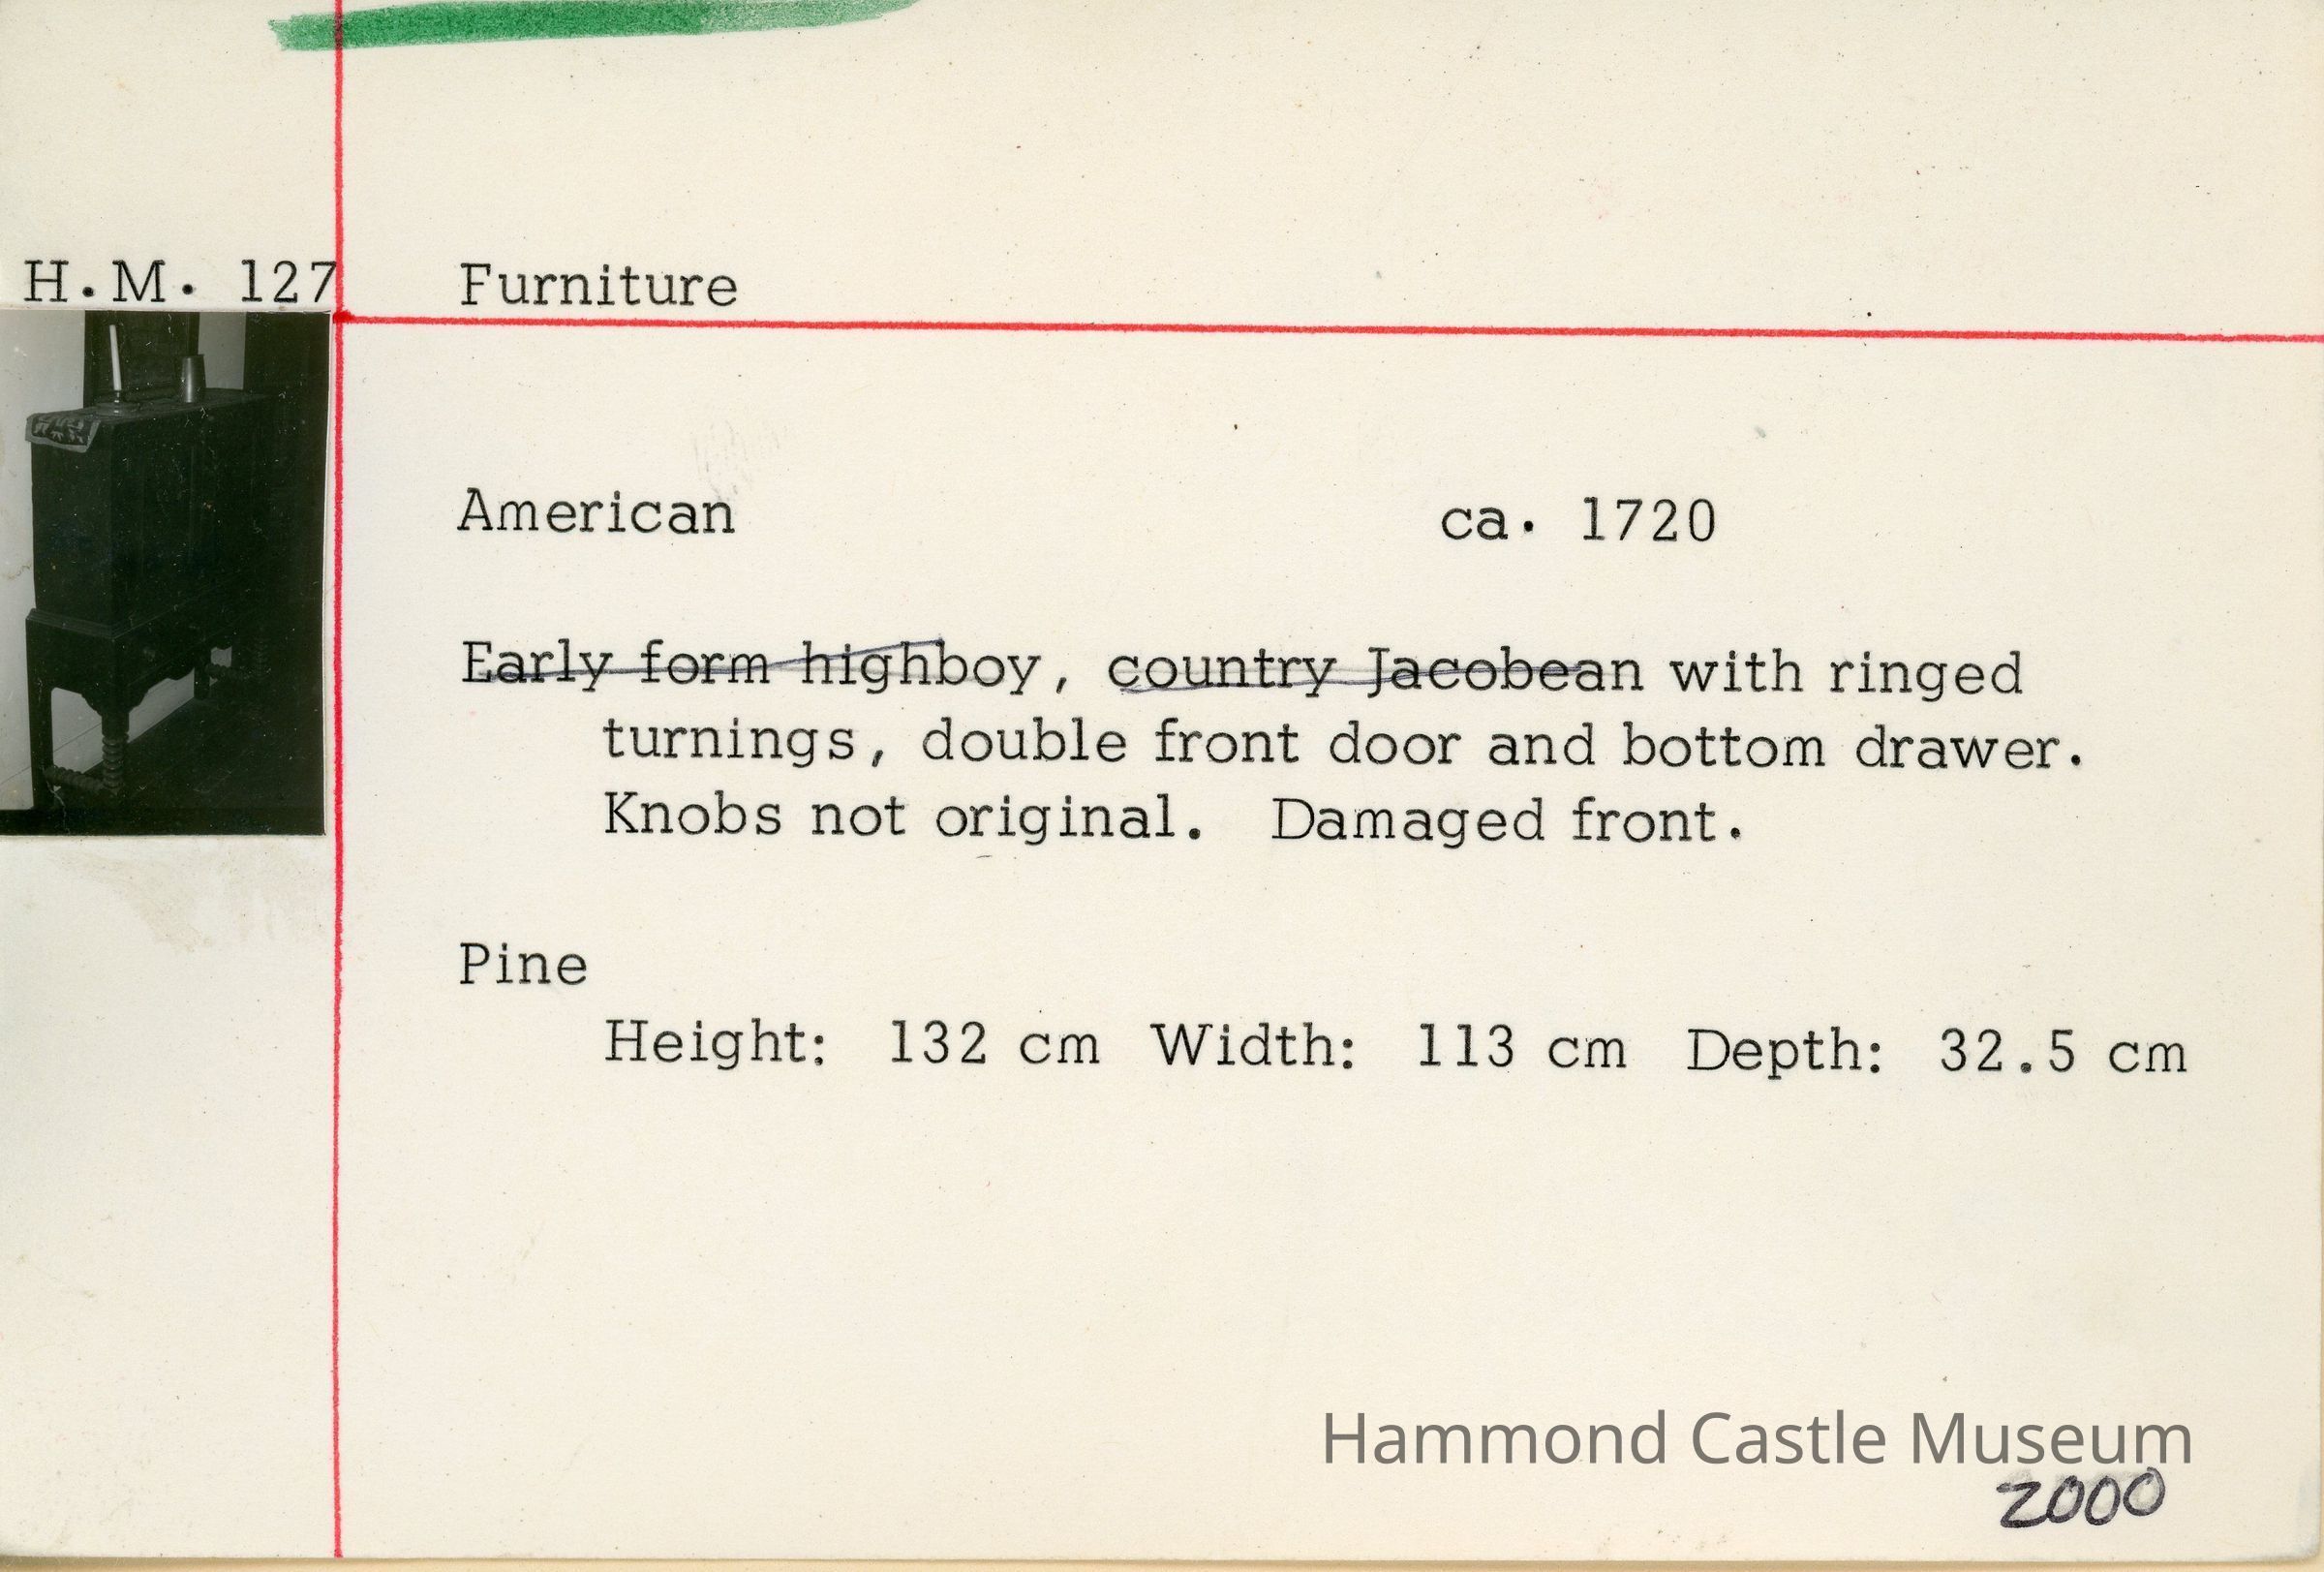 H.M. 127 Furniture
American ca. 1720
Early form highboy, country Jacobean with ringed
turnings, double front door and bottom drawer.
Knobs not original. Damaged front.
Pine
Height: 132 cm Width: 113 cm Depth: 32.5 cm
Hammond Castle Museum
2000